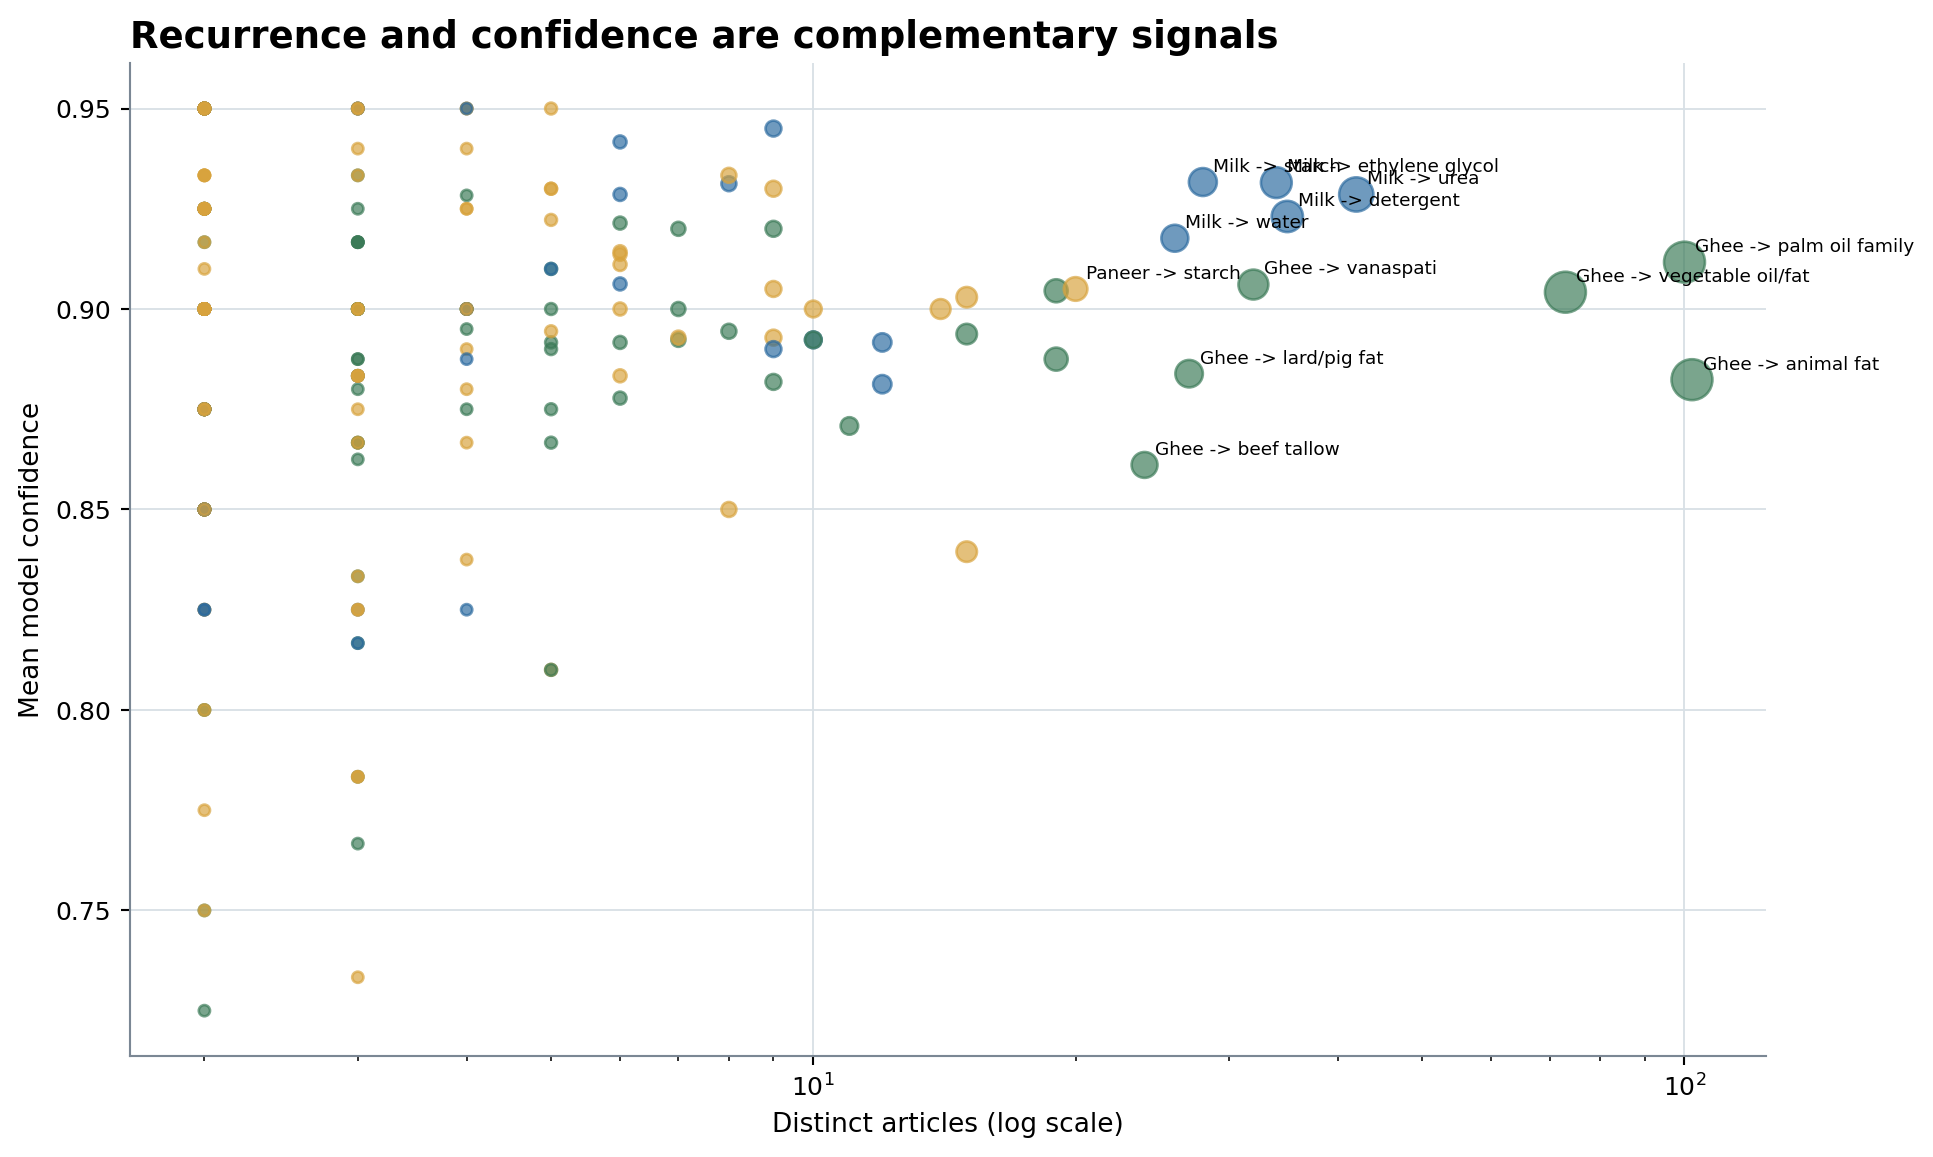 Recurrence and confidence are complementary signals
0.95
Milk -> starch
Milk -> ethylene glycol
Milk -> urea
Milk -> detergent
Milk -> water
Ghee -> palm oil family
Paneer -> starch
Ghee -> vanaspati
Ghee -> vegetable oil/fat
0.90
Ghee -> lard/pig fat
Ghee -> animal fat
Mean model confidence
Ghee -> beef tallow
0.85
0.80
0.75
10¹
10²
Distinct articles (log scale)